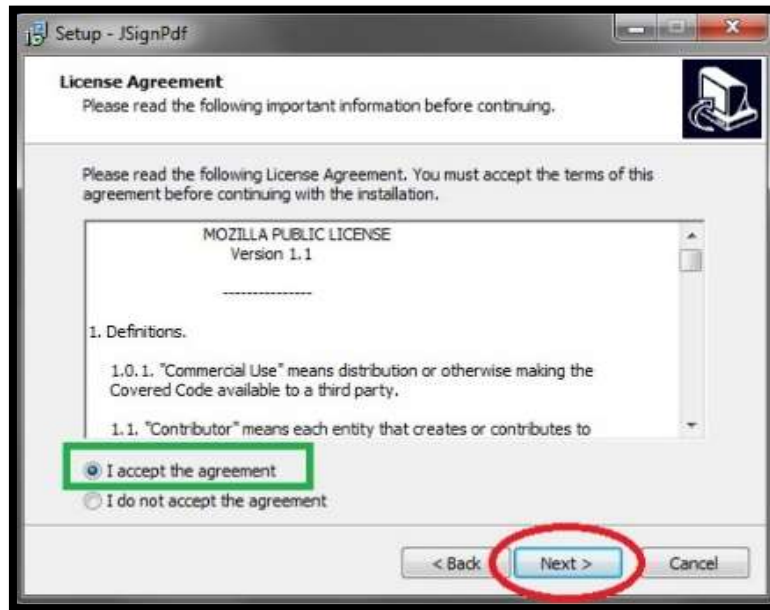 Setup - JSignPdf
License Agreement
Please read the following important information before continuing.
Please read the following License Agreement. You must accept the terms of this
agreement before continuing with the installation.
MOZILLA PUBLIC LICENSE
Version 1.1
---------------
1. Definitions.
1.0.1. "Commercial Use" means distribution or otherwise making the
Covered Code available to a third party.
1.1. "Contributor" means each entity that creates or contributes to
I accept the agreement
I do not accept the agreement
< Back
Next >
Cancel